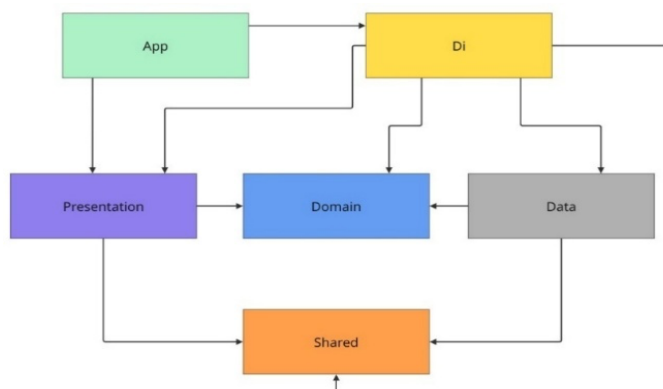 App
Di
Presentation
Domain
Data
Shared